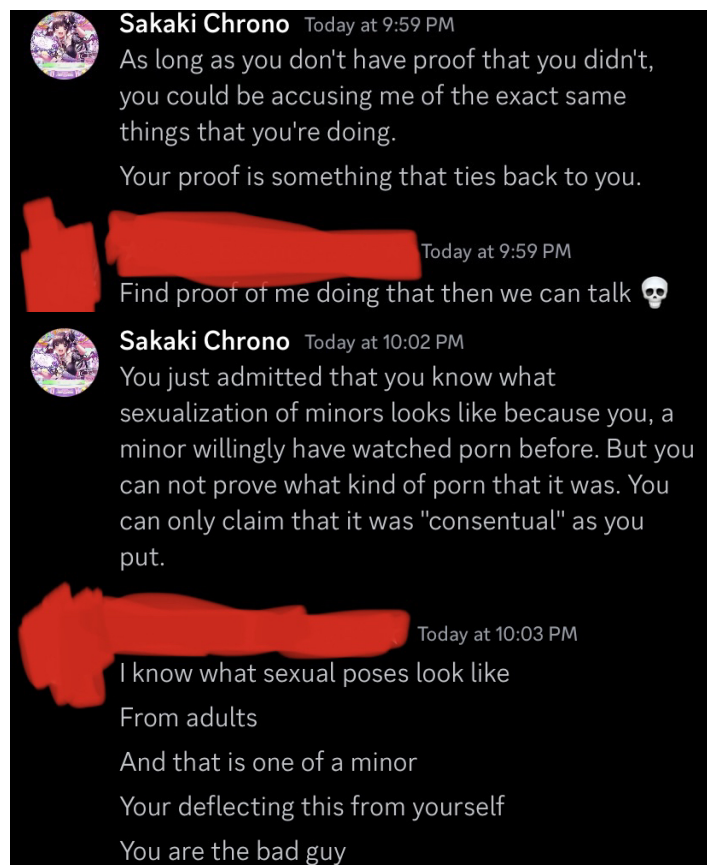 Sakaki Chrono Today at 9:59 PM
As long as you don't have proof that you didn't,
you could be accusing me of the exact same
things that you're doing.
Your proof is something that ties back to you.
Today at 9:59 PM
Find proof of me doing that then we can talk 💀
Sakaki Chrono Today at 10:02 PM
You just admitted that you know what
sexualization of minors looks like because you, a
minor willingly have watched porn before. But you
can not prove what kind of porn that it was. You
can only claim that it was "consentual" as you
put.
Today at 10:03 PM
I know what sexual poses look like
From adults
And that is one of a minor
Your deflecting this from yourself
You are the bad guy